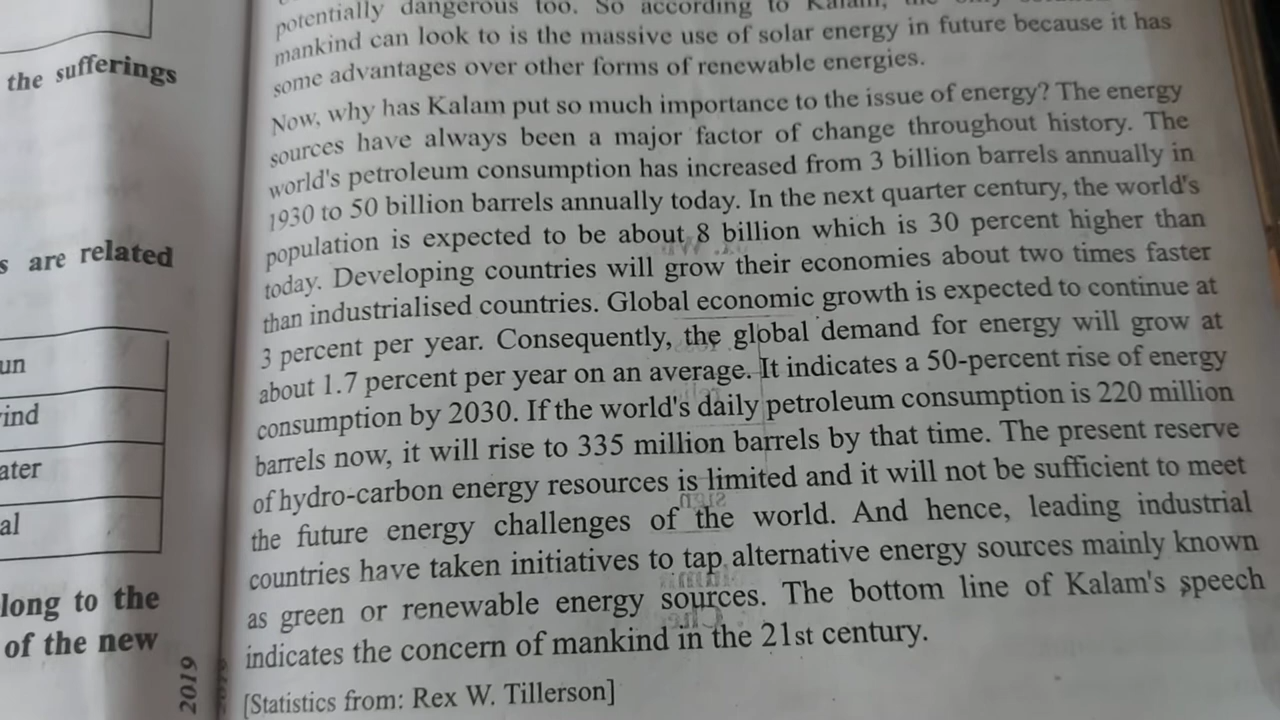 the sufferings
s are related
un
ind
ater
al
long to the
of the new
2019
potentially dangerous too. So according to Kalam, the only
mankind can look to is the massive use of solar energy in future because it has
some advantages over other forms of renewable energies.
Now, why has Kalam put so much importance to the issue of energy? The energy
sources have always been a major factor of change throughout history. The
world's petroleum consumption has increased from 3 billion barrels annually in
1930 to 50 billion barrels annually today. In the next quarter century, the world's
population is expected to be about 8 billion which is 30 percent higher than
today. Developing countries will grow their economies about two times faster
than industrialised countries. Global economic growth is expected to continue at
3 percent per year. Consequently, the global demand for energy will grow at
about 1.7 percent per year on an average. It indicates a 50-percent rise of energy
consumption by 2030. If the world's daily petroleum consumption is 220 million
barrels now, it will rise to 335 million barrels by that time. The present reserve
of hydro-carbon energy resources is limited and it will not be sufficient to meet
the future energy challenges of the world. And hence, leading industrial
countries have taken initiatives to tap alternative energy sources mainly known
as green or renewable energy sources. The bottom line of Kalam's speech
indicates the concern of mankind in the 21st century.
[Statistics from: Rex W. Tillerson]